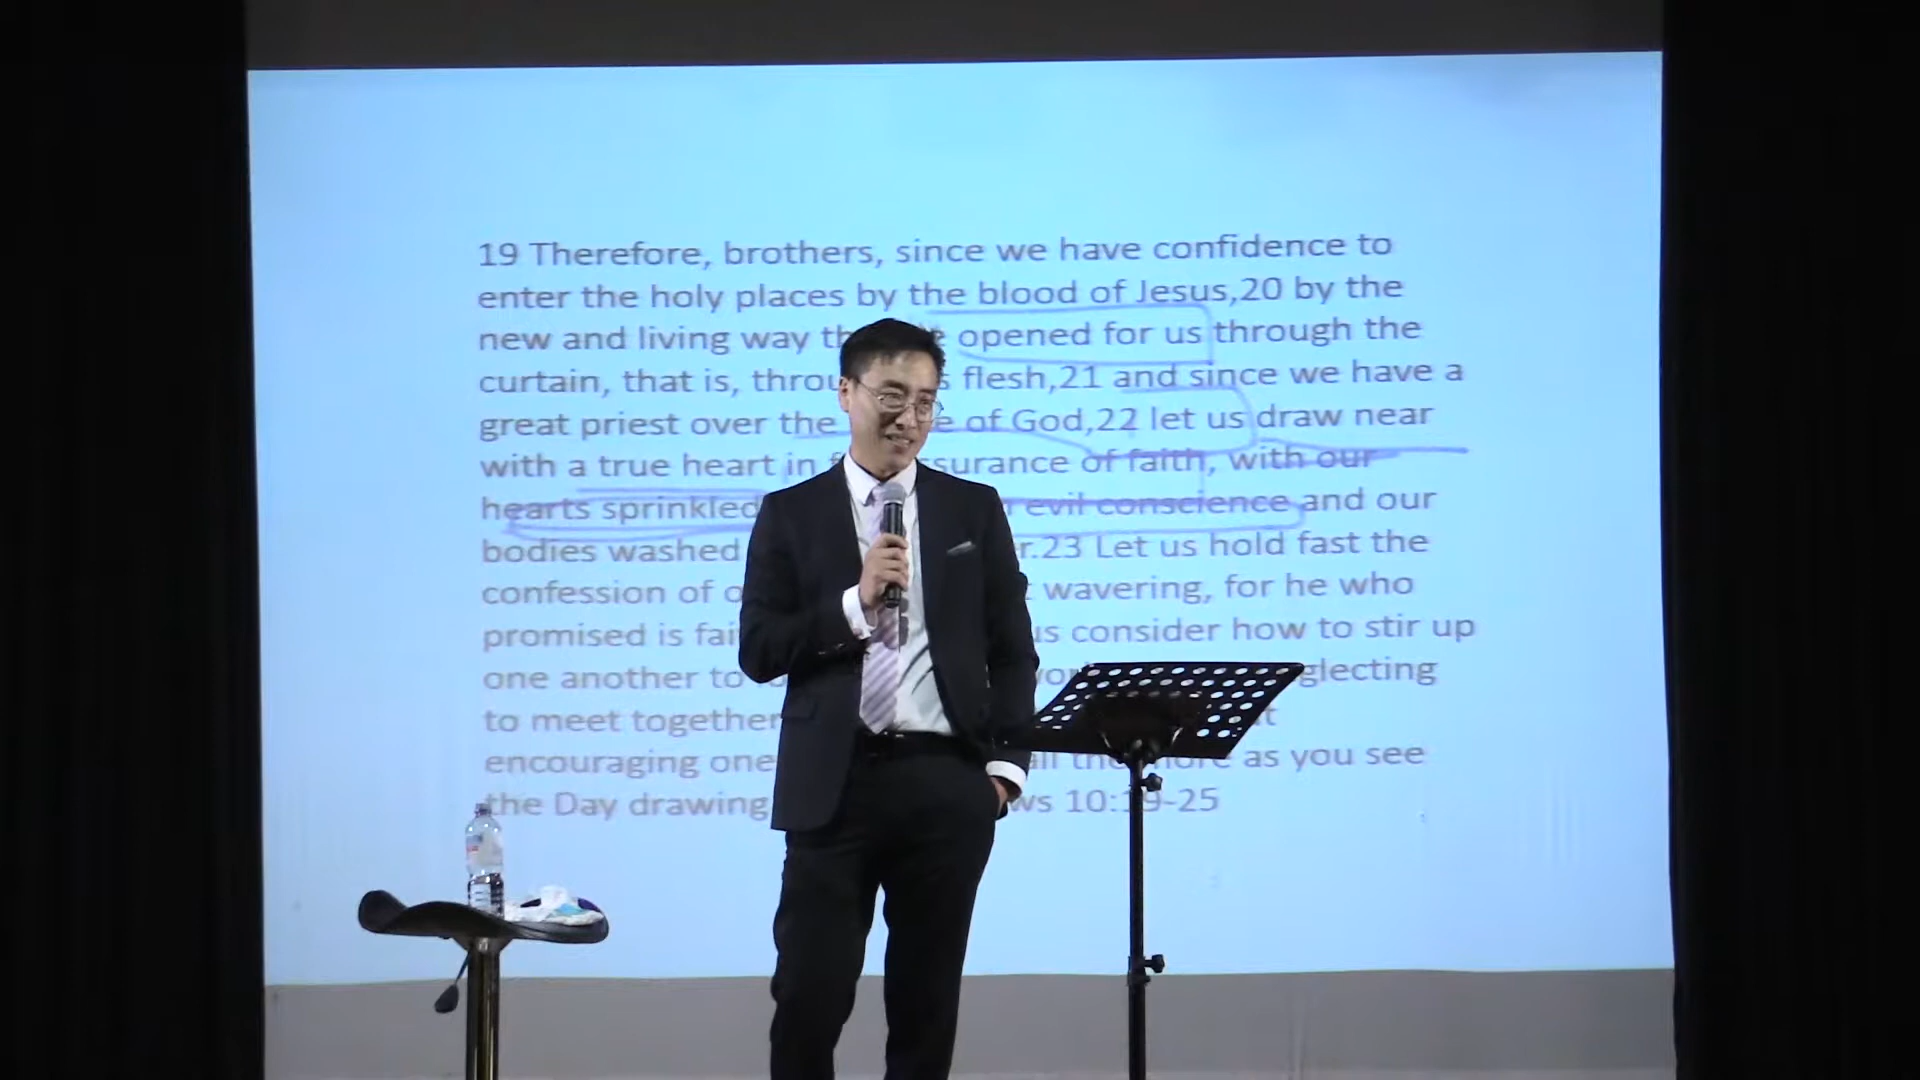 19 Therefore, brothers, since we have confidence to
enter the holy places by the blood of Jesus,20 by the
new and living way opened for us through the
curtain, that is, flesh,21 and since we have a
great priest over the of God,22 let us draw near
with a true heart in of faith, with our
hearts sprinkled evil conscience and our
bodies washed 23 Let us hold fast the
confession of wavering, for he who
promised is us consider how to stir up
one another to
to meet together
encouraging one as you see
the Day drawing 10:19-25